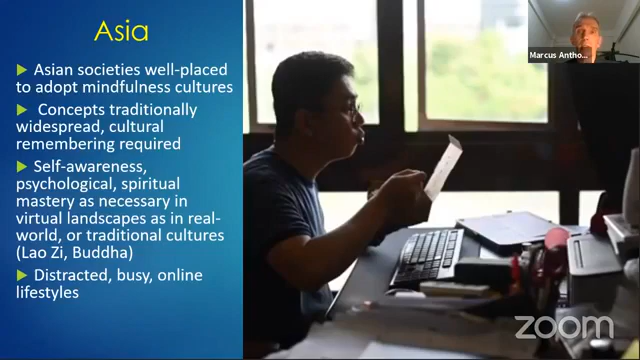 Asia
Asian societies well-placed
to adopt mindfulness cultures
Concepts traditionally
widespread, cultural
remembering required
Self-awareness,
psychological, spiritual
mastery as necessary in
virtual landscapes as in real-
world, or traditional cultures
(Lao Zi, Buddha)
Distracted, busy, online
lifestyles
Marcus Antho...
zoom